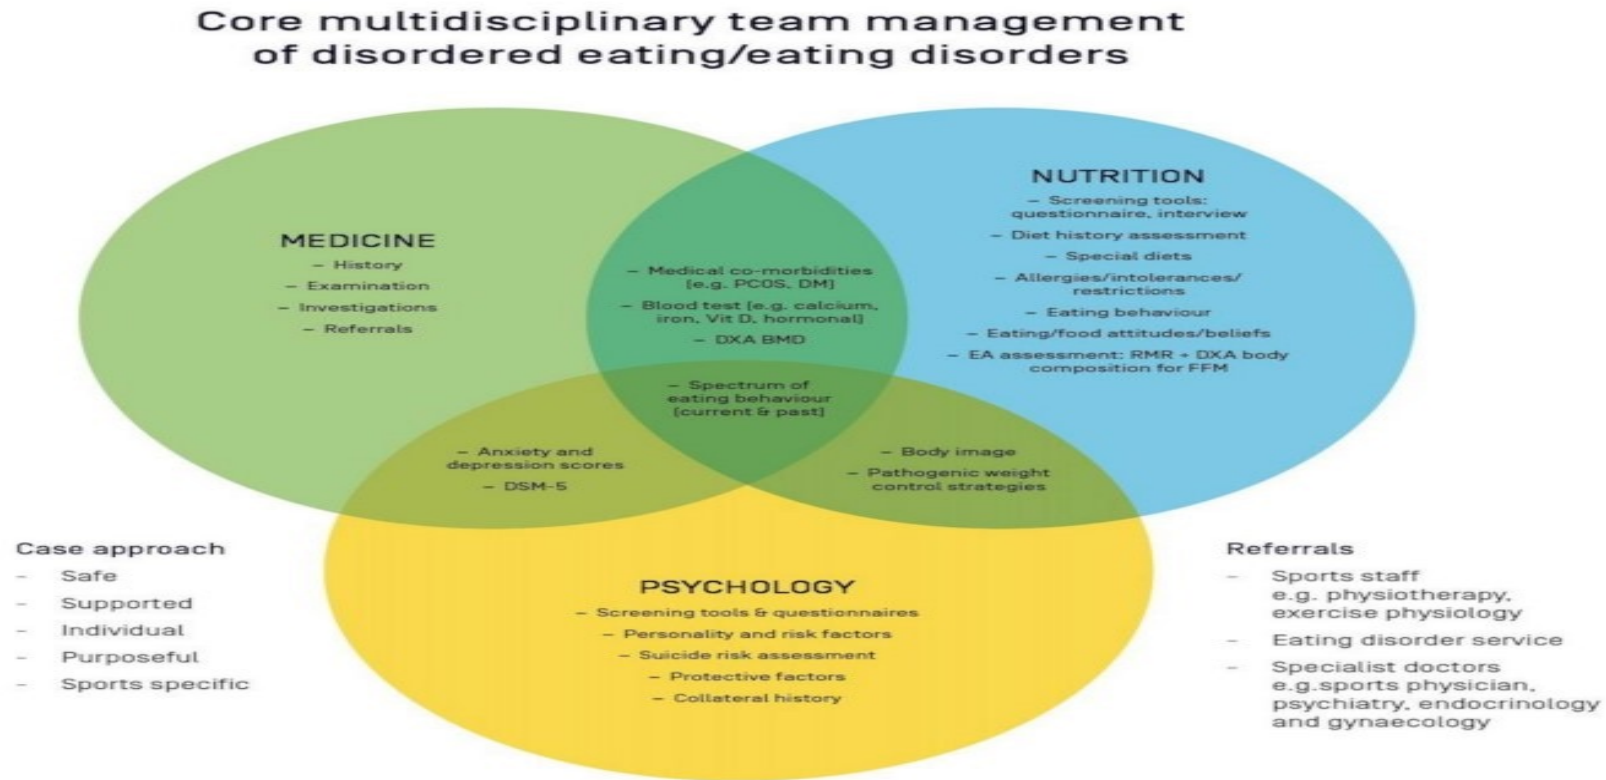 Core multidisciplinary team management
of disordered eating/eating disorders
MEDICINE
– History
– Examination
– Investigations
– Referrals
– Medical co-morbidities
[e.g. PCOS, DM]
– Blood test [e.g. calcium,
iron, Vit D, hormonal]
– DXA BMD
NUTRITION
– Screening tools:
questionnaire, interview
– Diet history assessment
– Special diets
– Allergies/intolerances/
restrictions
– Eating behaviour
– Eating/food attitudes/beliefs
– EA assessment: RMR + DXA body
composition for FFM
– Spectrum of
eating behaviour
[current & past]
– Anxiety and
depression scores
– DSM-5
– Body image
– Pathogenic weight
control strategies
PSYCHOLOGY
– Screening tools & questionnaires
– Personality and risk factors
– Suicide risk assessment
– Protective factors
– Collateral history
Case approach
- Safe
- Supported
- Individual
- Purposeful
- Sports specific
Referrals
- Sports staff
e.g. physiotherapy,
exercise physiology
- Eating disorder service
- Specialist doctors
e.g.sports physician,
psychiatry, endocrinology
and gynaecology